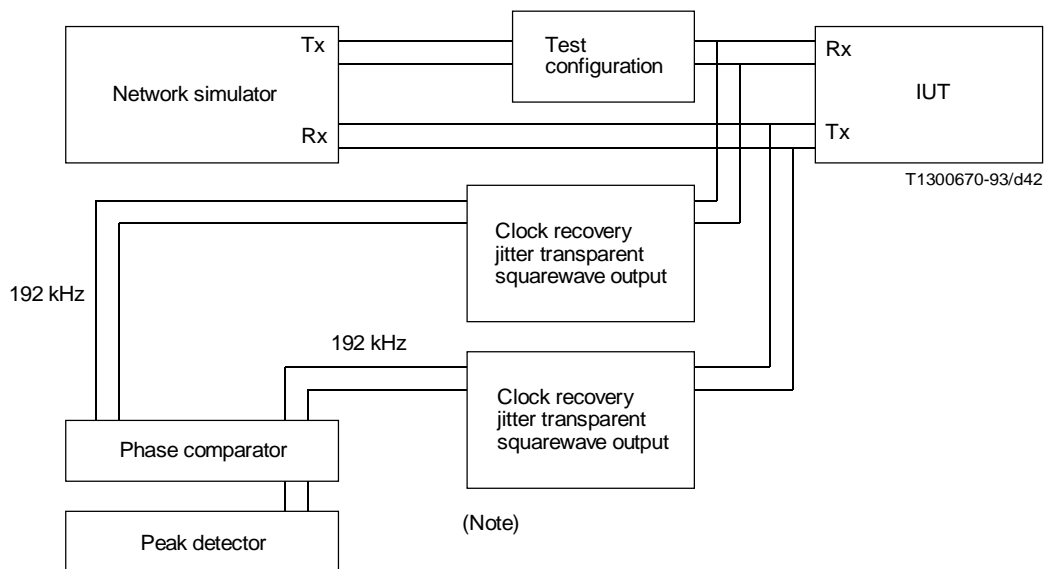 Tx
Test
configuration
Rx
Network simulator
IUT
Rx
Tx
T1300670-93/d42
Clock recovery
jitter transparent
squarewave output
192 kHz
192 kHz
Clock recovery
jitter transparent
squarewave output
Phase comparator
(Note)
Peak detector